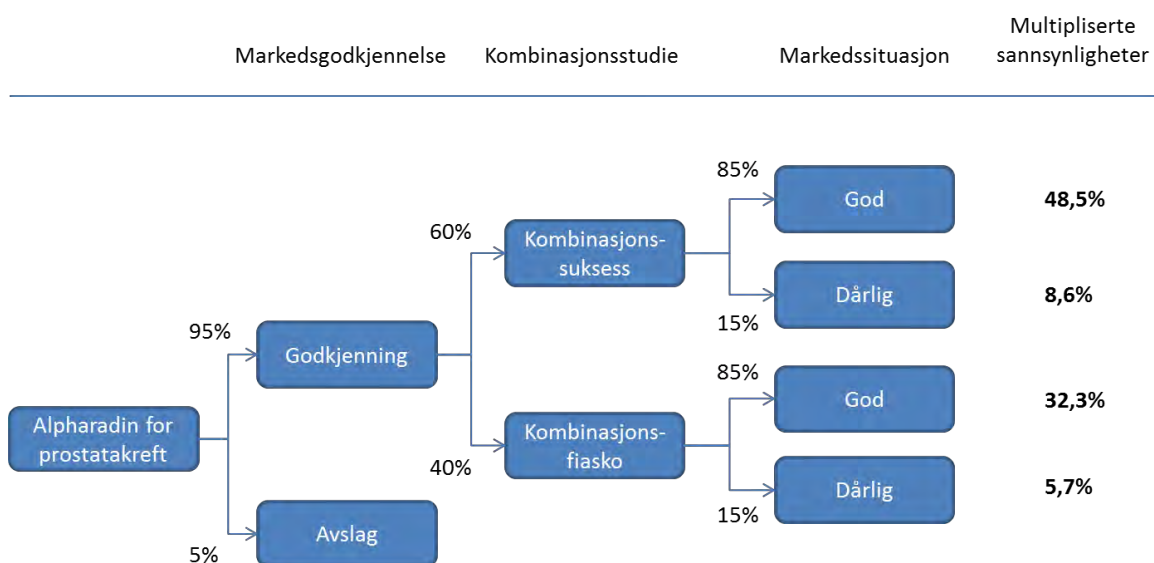 Markedsgodkjennelse
Kombinasjonsstudie
Markedssituasjon
Multipliserte
sannsynligheter
85%
God
48,5%
60%
Kombinasjons-
suksess
Dårlig
8,6%
15%
95%
Godkjenning
85%
God
32,3%
Alpharadin for
prostatakreft
40%
Kombinasjons-
fiasko
Dårlig
5,7%
15%
Avslag
5%